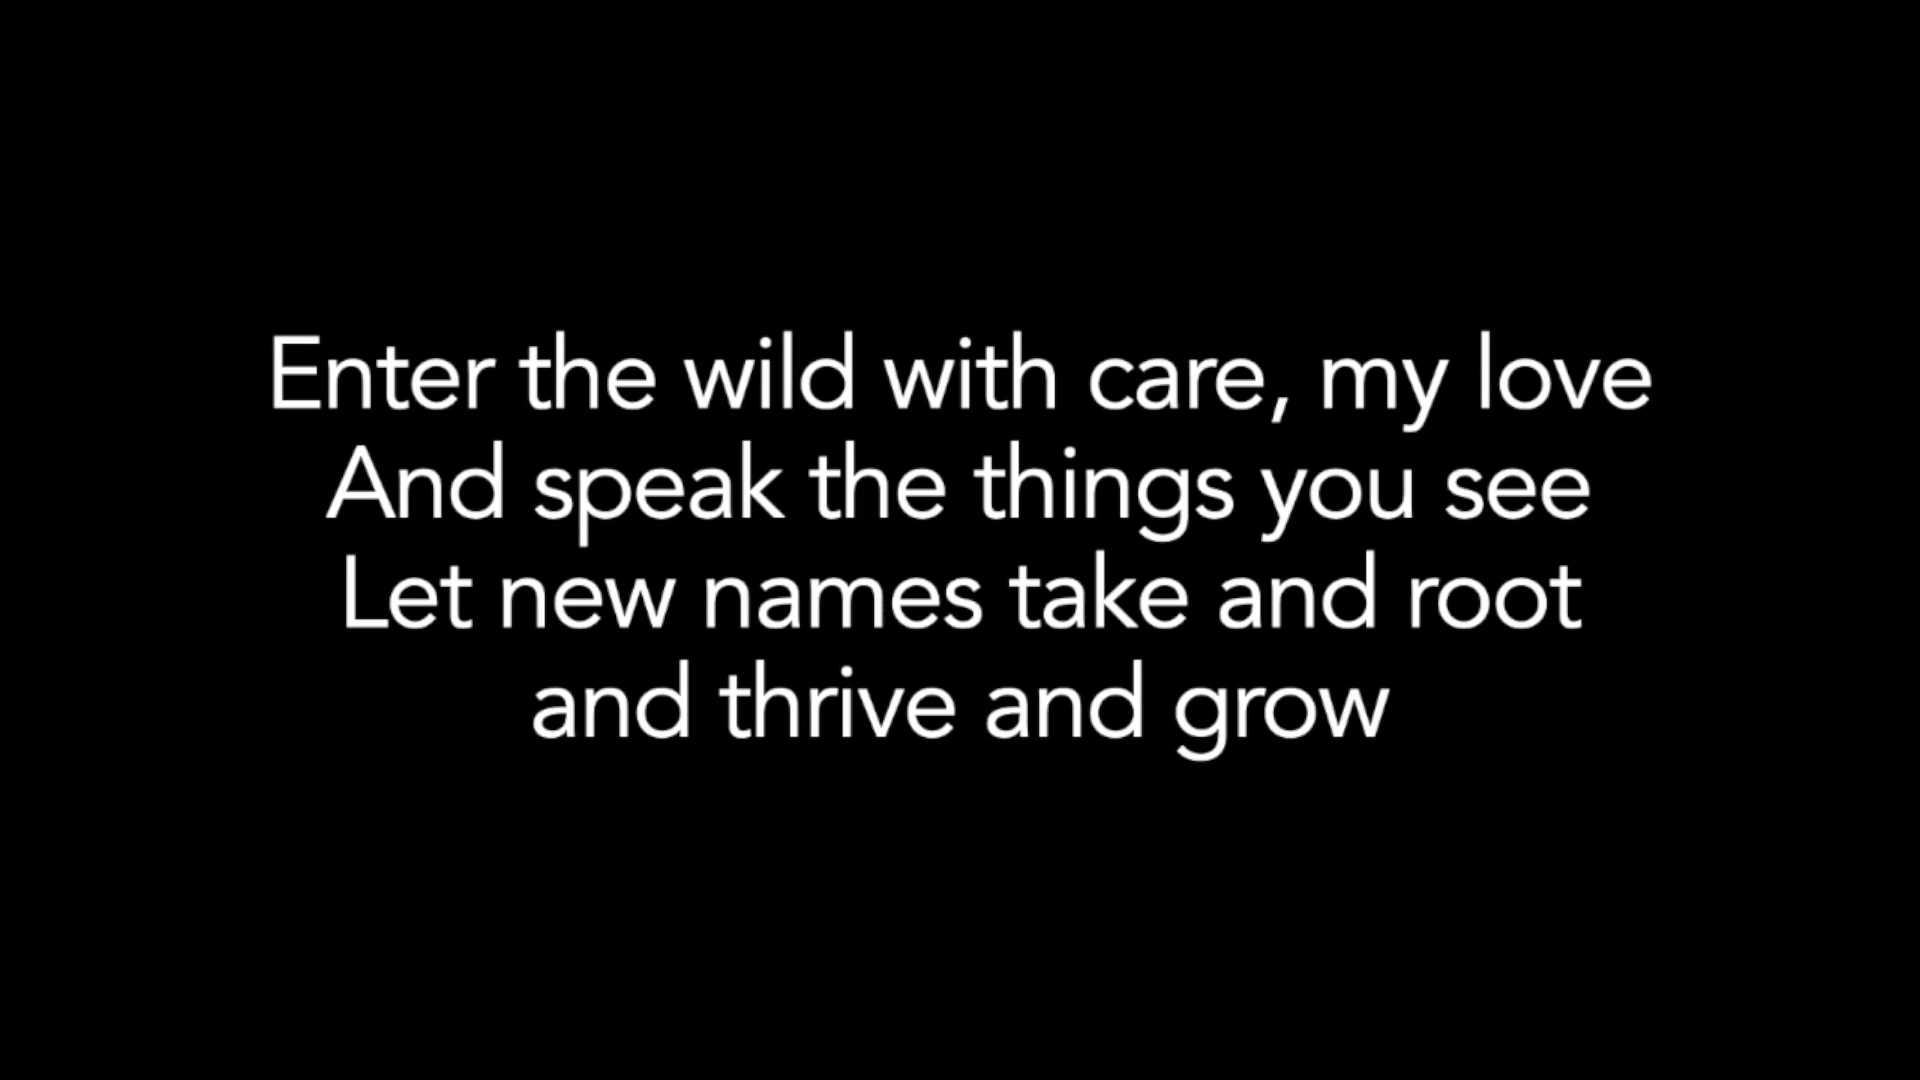 Enter the wild with care, my love
And speak the things you see
Let new names take and root
and thrive and grow